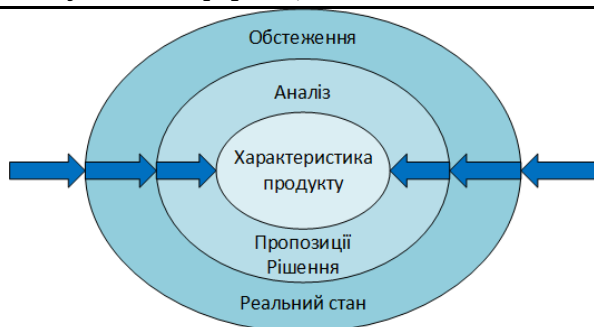 Обстеження
Аналіз
Характеристика
продукту
Пропозиції
Рішення
Реальний стан